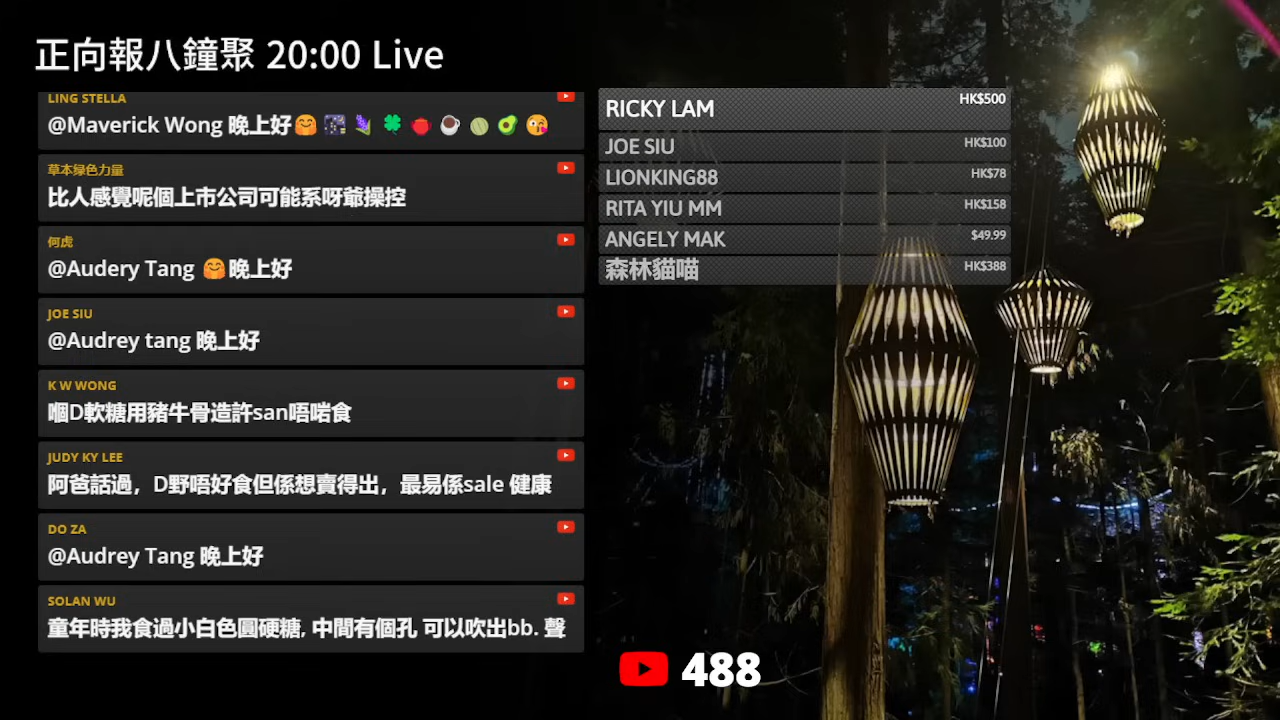 正向報八鐘聚 20:00 Live
LING STELLA
@Maverick Wong 晚上好🤗 🎆 🪻 🍀 🍅 ☕ 🍈 🥑 😘
草本绿色力量
比人感覺呢個上市公司可能系呀爺操控
何虎
@Audery Tang 🤗晚上好
JOE SIU
@Audrey tang 晚上好
K W WONG
嗰D軟糖用豬牛骨造許san唔啱食
JUDY KY LEE
阿爸話過，D野唔好食但係想賣得出，最易係sale 健康
DO ZA
@Audrey Tang 晚上好
SOLAN WU
童年時我食過小白色圓硬糖, 中間有個孔 可以吹出bb. 聲
RICKY LAM HK$500
JOE SIU HK$100
LIONKING88 HK$78
RITA YIU MM HK$158
ANGELY MAK $49.99
森林貓喵 HK$388
488